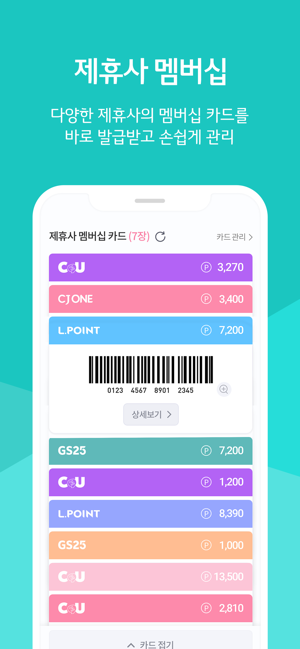 제휴사 멤버십
다양한 제휴사의 멤버십 카드를
바로 발급받고 손쉽게 관리
제휴사 멤버십 카드 (7장) 카드 관리 >
CU P 3,270
CJ ONE P 3,400
L.POINT P 7,200
0123 4567 8901 2345
상세보기 >
GS25 P 7,200
CU P 1,200
L.POINT P 8,390
GS25 P 1,000
CU P 13,500
CU P 2,810
카드 접기